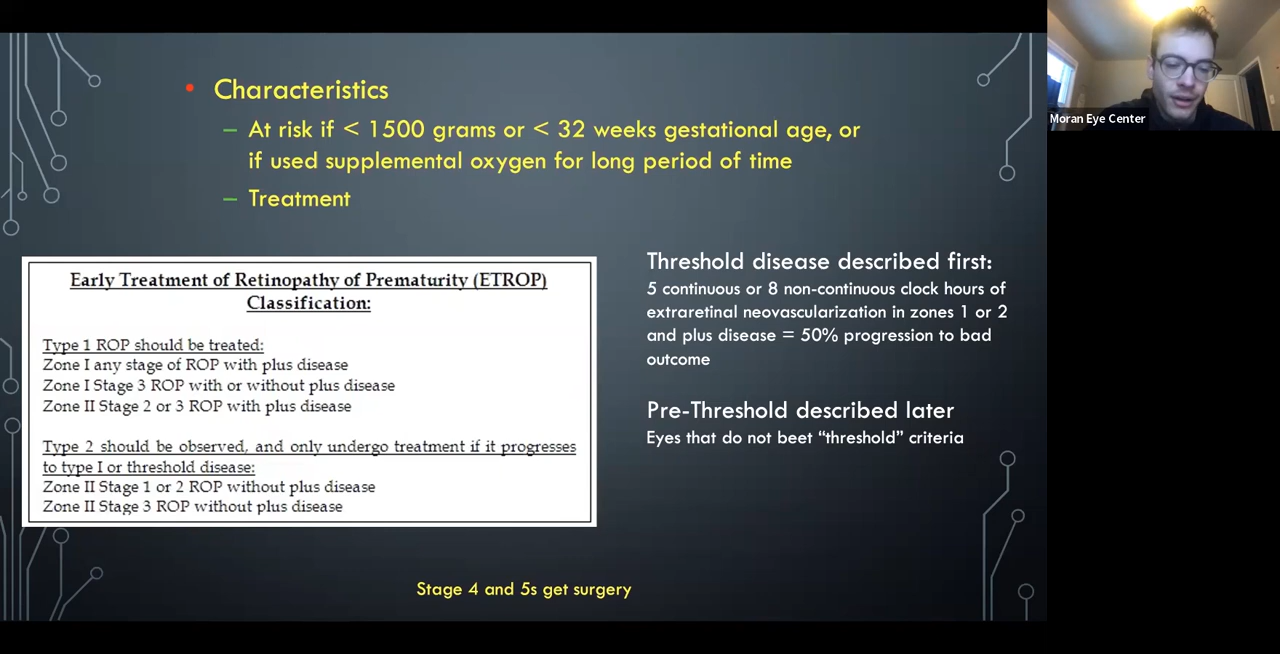 Characteristics
– At risk if < 1500 grams or < 32 weeks gestational age, or
if used supplemental oxygen for long period of time
– Treatment
Early Treatment of Retinopathy of Prematurity (ETROP)
Classification:
Type 1 ROP should be treated:
Zone I any stage of ROP with plus disease
Zone I Stage 3 ROP with or without plus disease
Zone II Stage 2 or 3 ROP with plus disease
Type 2 should be observed, and only undergo treatment if it progresses
to type I or threshold disease:
Zone II Stage 1 or 2 ROP without plus disease
Zone II Stage 3 ROP without plus disease
Threshold disease described first:
5 continuous or 8 non-continuous clock hours of
extraretinal neovascularization in zones 1 or 2
and plus disease = 50% progression to bad
outcome
Pre-Threshold described later
Eyes that do not beet “threshold” criteria
Stage 4 and 5s get surgery
Moran Eye Center